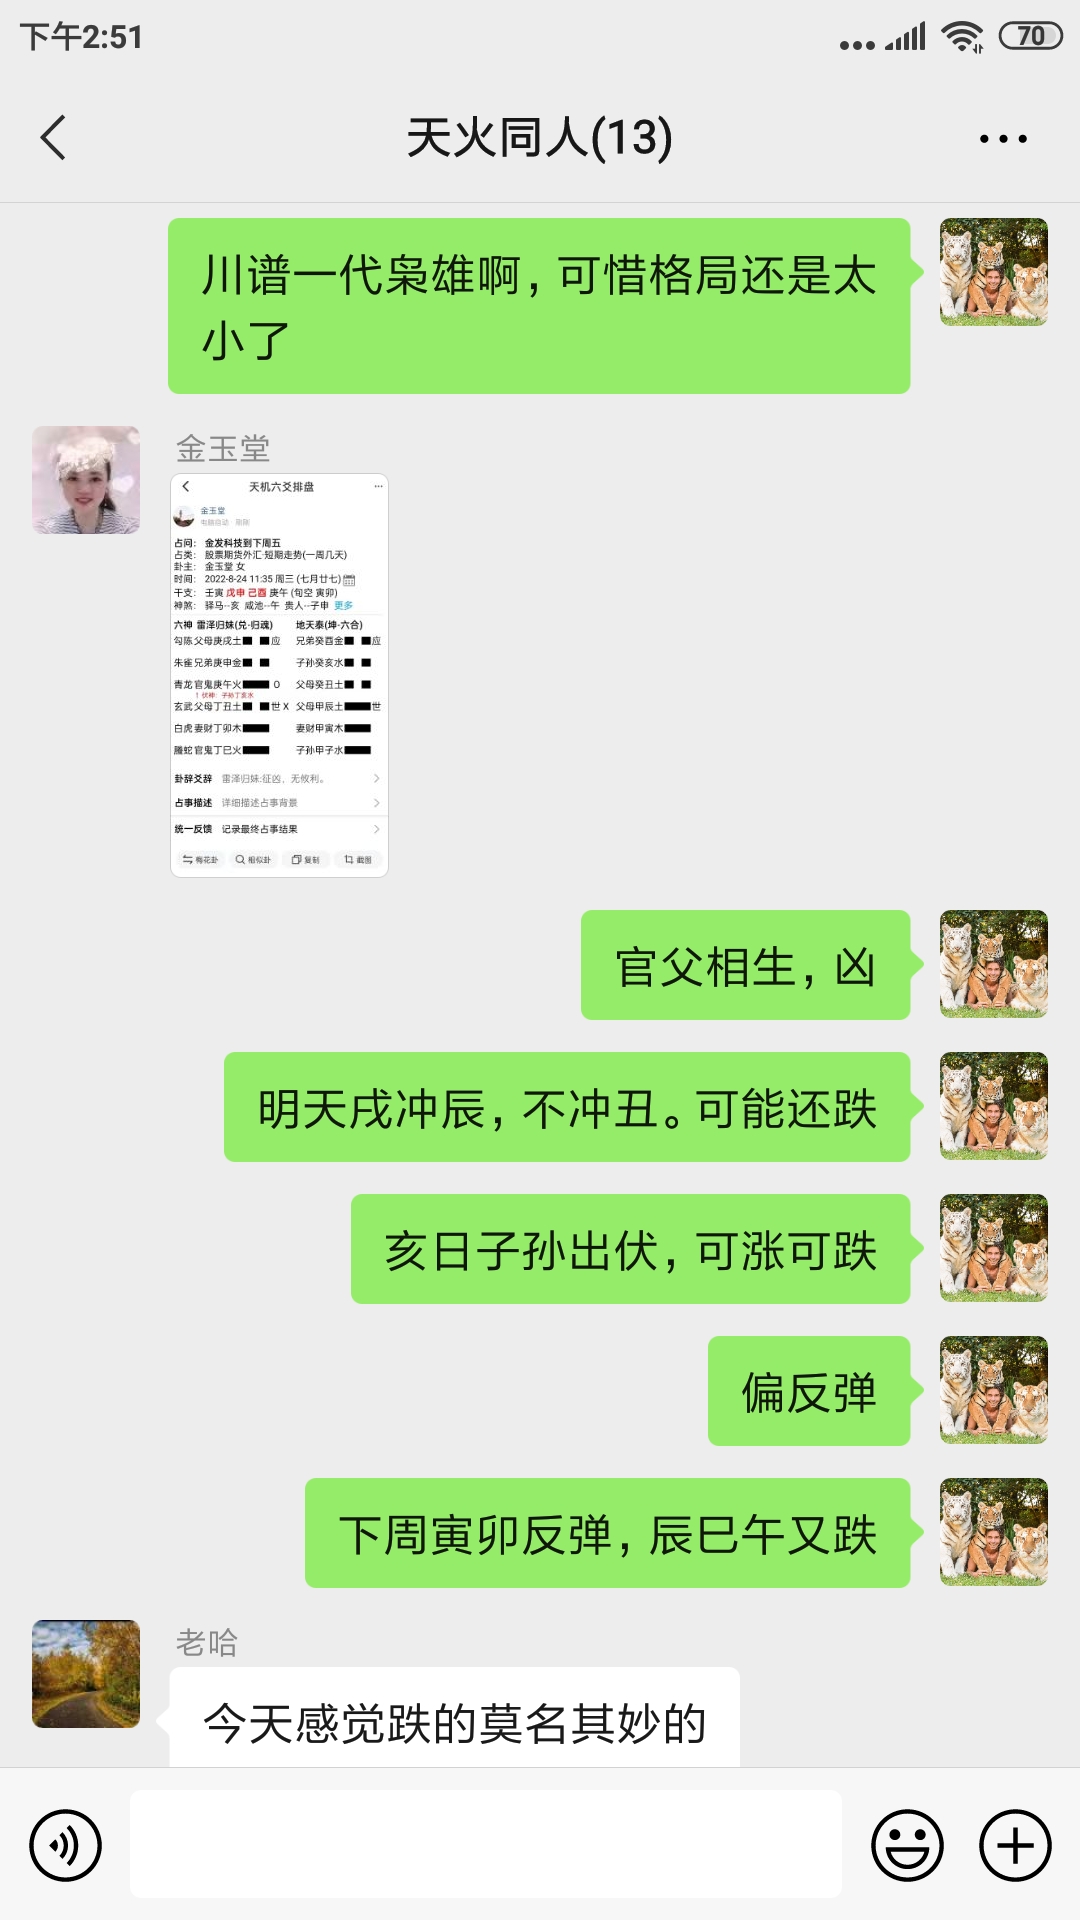 下午2:51
70
天火同人(13)
川谱一代枭雄啊，可惜格局还是太
小了
金玉堂
天机六爻排盘
金玉堂
电脑自动·刚刚
占问： 金发科技到下周五
占类： 股票期货外汇·短期走势(一周几天)
卦主： 金玉堂 女
时间： 2022-8-24 11:35 周三 (七月廿七)
干支： 壬寅 戊申 己酉 庚午 (旬空 寅卯)
神煞： 驿马--亥 咸池--午 贵人--子申 更多
六神 雷泽归妹(兑·归魂) 地天泰(坤·六合)
勾陈 父母庚戌土 应 兄弟癸酉金 应
朱雀 兄弟庚申金 子孙癸亥水
青龙 官鬼庚午火 O 父母癸丑土
↑伏神：子孙丁亥水
玄武 父母丁丑土 世 X 父母甲辰土 世
白虎 妻财丁卯木 妻财甲寅木
螣蛇 官鬼丁巳火 子孙甲子水
卦辞爻辞 雷泽归妹:征凶，无攸利。
占事描述 详细描述占事背景
统一反馈 记录最终占事结果
梅花卦 相似卦 复制 截图
官父相生，凶
明天戌冲辰，不冲丑。可能还跌
亥日子孙出伏，可涨可跌
偏反弹
下周寅卯反弹，辰巳午又跌
老哈
今天感觉跌的莫名其妙的